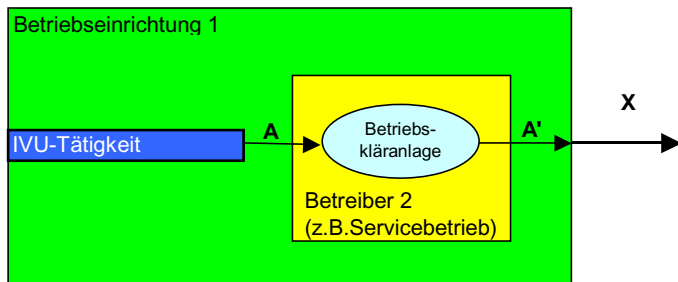 Betriebseinrichtung 1
X
A
Betriebs-
A'
IVU-Tätigkeit
kläranlage
Betreiber 2
(z.B.Servicebetrieb)